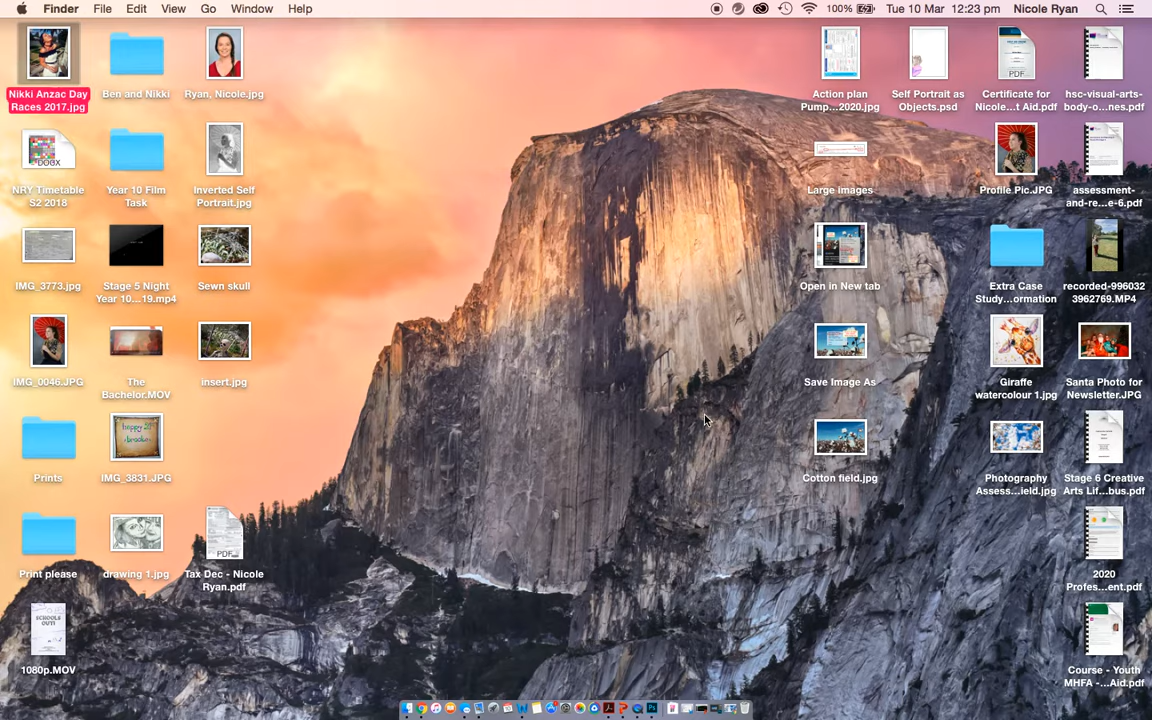 Finder File Edit View Go Window Help 100% Tue 10 Mar 12:23 pm Nicole Ryan
Nikki Anzac Day
Races 2017.jpg
Ben and Nikki
Ryan, Nicole.jpg
Action plan
Pump...2020.jpg
Self Portrait as
Objects.psd
PDF
Certificate for
Nicole...t Aid.pdf
hsc-visual-arts-
body-o...nes.pdf
DOCX
NRY Timetable
S2 2018
Year 10 Film
Task
inverted Self
Portrait.jpg
Large Images
Profile Pic.JPG
assessment-
and-re...e-6.pdf
IMG_3773.jpg
Stage 5 Night
Year 10...19.mp4
Sewn skull
Open in New tab
Extra Case
Study...ormation
recorded-996032
3962769.MP4
IMG_0046.JPG
The
Bachelor.MOV
insert.jpg
Save Image As
Giraffe
watercolour 1.jpg
Santa Photo for
Newsletter.JPG
Prints
IMG_3831.JPG
Cotton field.jpg
Photography
Assess...ield.jpg
Stage 6 Creative
Arts Lif...bus.pdf
Print please
drawing 1.jpg
PDF
Tax Dec - Nicole
Ryan.pdf
2020
Profes...ent.pdf
SCHOOLS
OUT!
1080p.MOV
Course - Youth
MHFA -...Aid.pdf